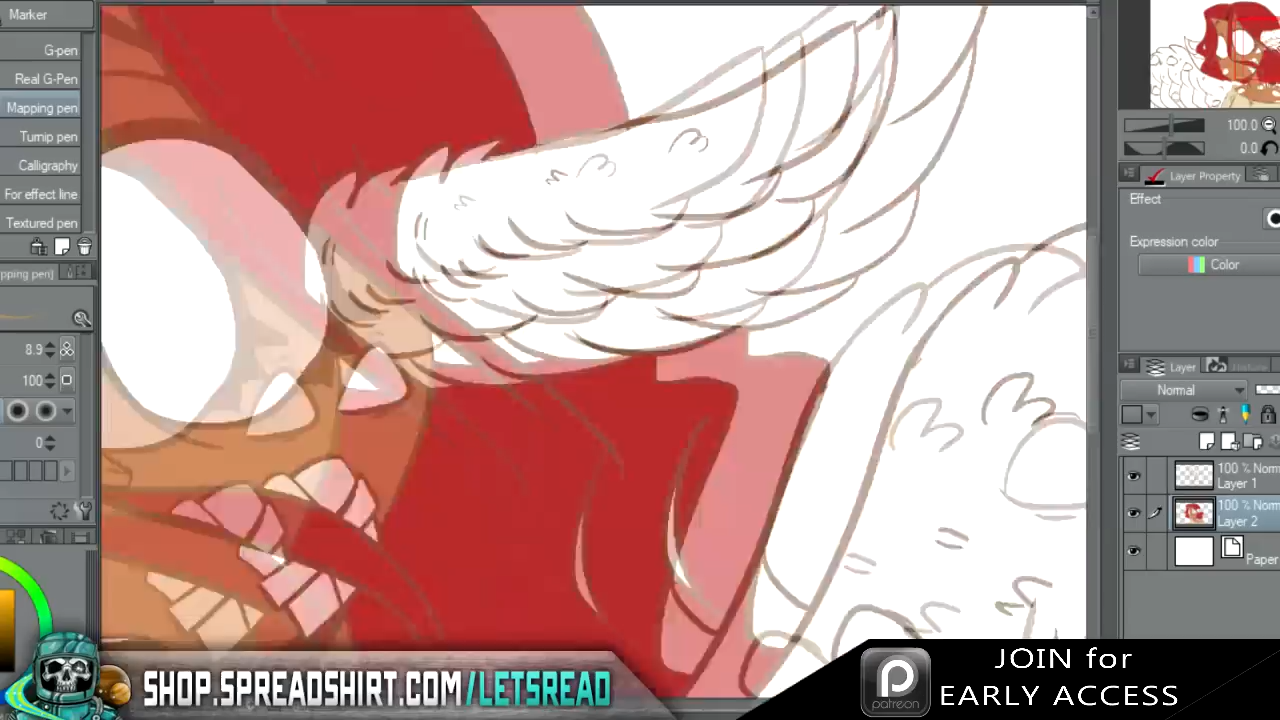 Marker
G-pen
Real G-Pen
Mapping pen
Turnip pen
Calligraphy
For effect line
Textured pen
pping pen]
8.9
100
0
100.0
0.0
Layer Property
Effect
Expression color
Color
Layer
Normal
100 % Norm
Layer 1
100 % Norm
Layer 2
Paper
SHOP.SPREADSHIRT.COM/LETSREAD
patreon
JOIN for
EARLY ACCESS